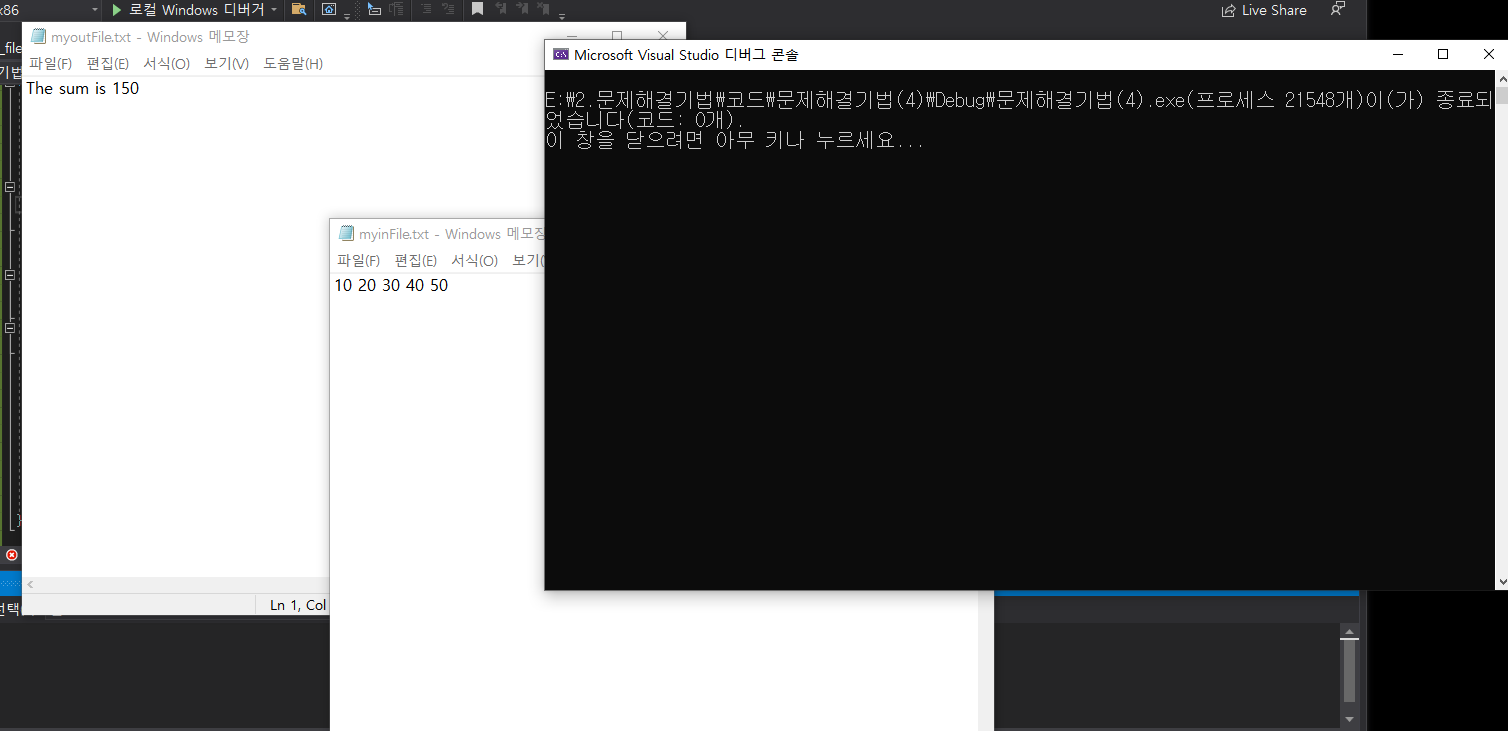 x86
로컬 Windows 디버거
Live Share
_file
myoutFile.txt - Windows 메모장
파일(F) 편집(E) 서식(O) 보기(V) 도움말(H)
The sum is 150
Ln 1, Col
myinFile.txt - Windows 메모장
파일(F) 편집(E) 서식(O) 보기(
10 20 30 40 50
Microsoft Visual Studio 디버그 콘솔
E:\2.문제해결기법\코드\문제해결기법(4)\Debug\문제해결기법(4).exe(프로세스 21548개)이(가) 종료되
었습니다(코드: 0개).
이 창을 닫으려면 아무 키나 누르세요...